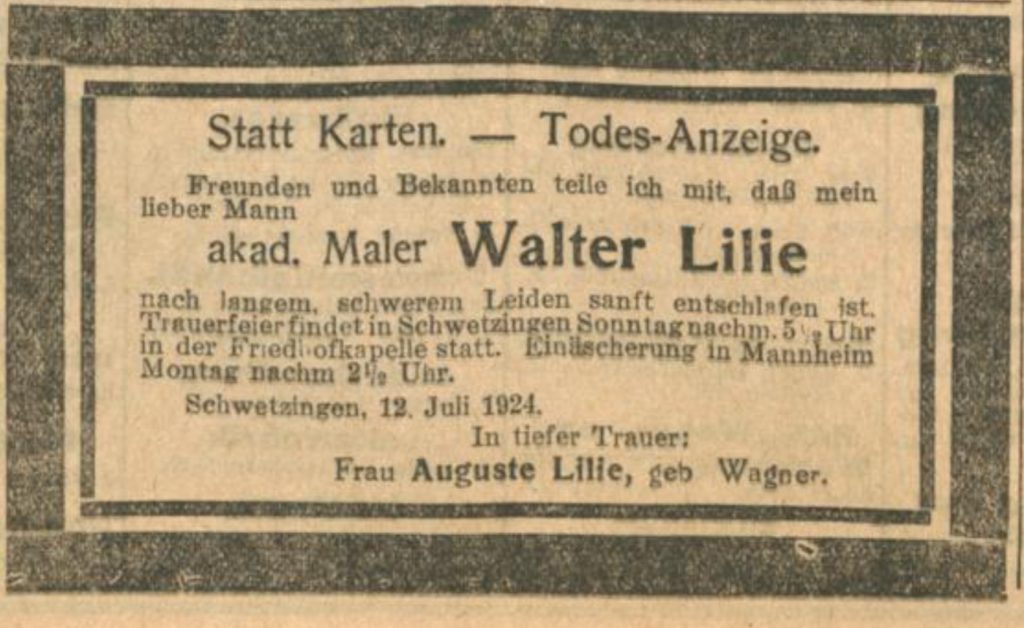 Statt Karten. — Todes-Anzeige.
Freunden und Bekannten teile ich mit, daß mein
lieber Mann
akad. Maler Walter Lilie
nach langem, schwerem Leiden sanft entschlafen ist.
Trauerfeier findet in Schwetzingen Sonntag nachm. 5½ Uhr
in der Friedhofkapelle statt. Einäscherung in Mannheim
Montag nachm 2½ Uhr.
Schwetzingen, 12. Juli 1924.
In tiefer Trauer:
Frau Auguste Lilie, geb Wagner.